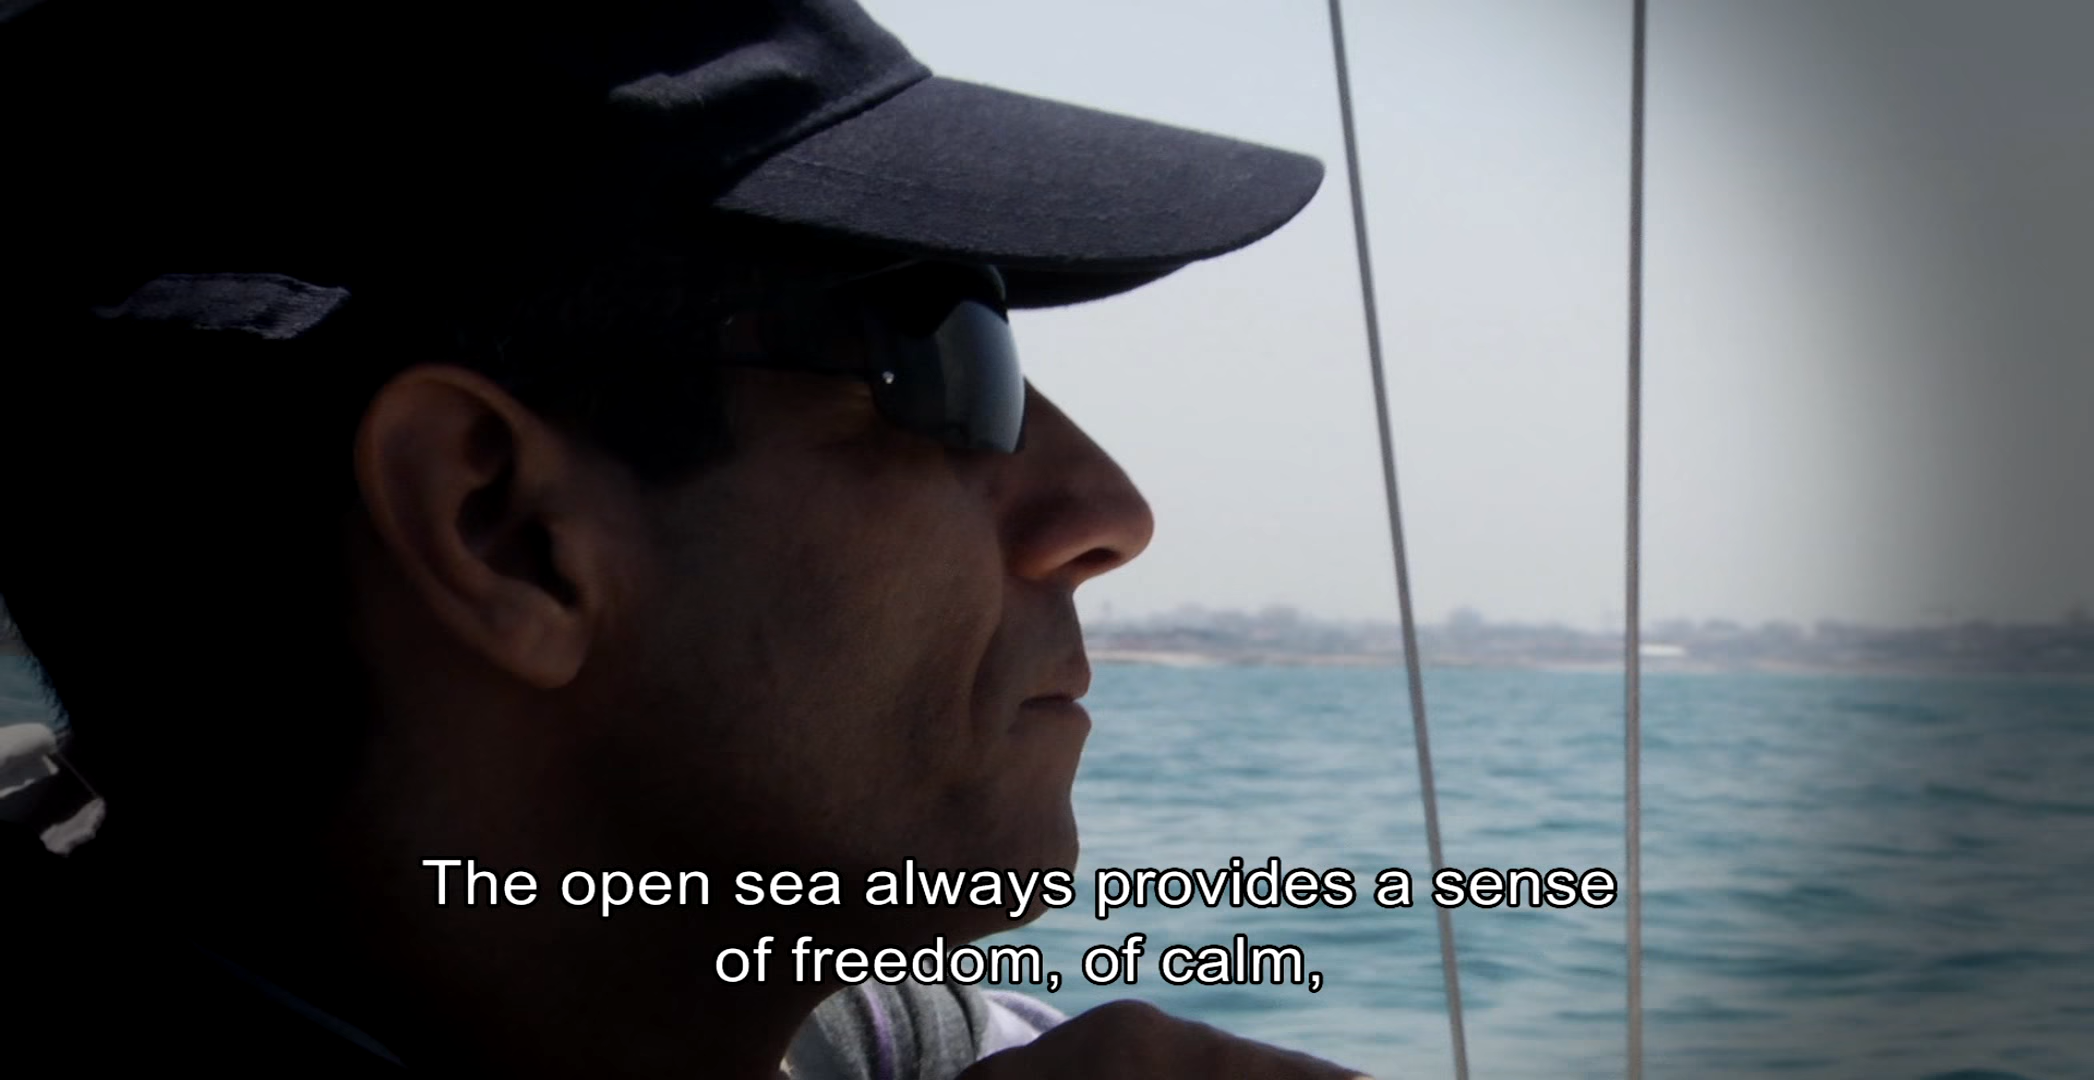 The open sea always provides a sense
of freedom, of calm,